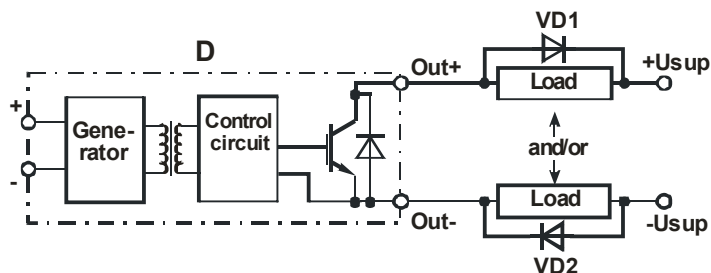 VD1
D
Out+
+Usup
Load
+
Gene-
rator
Control
circuit
and/or
-
Load
Out-
-Usup
VD2